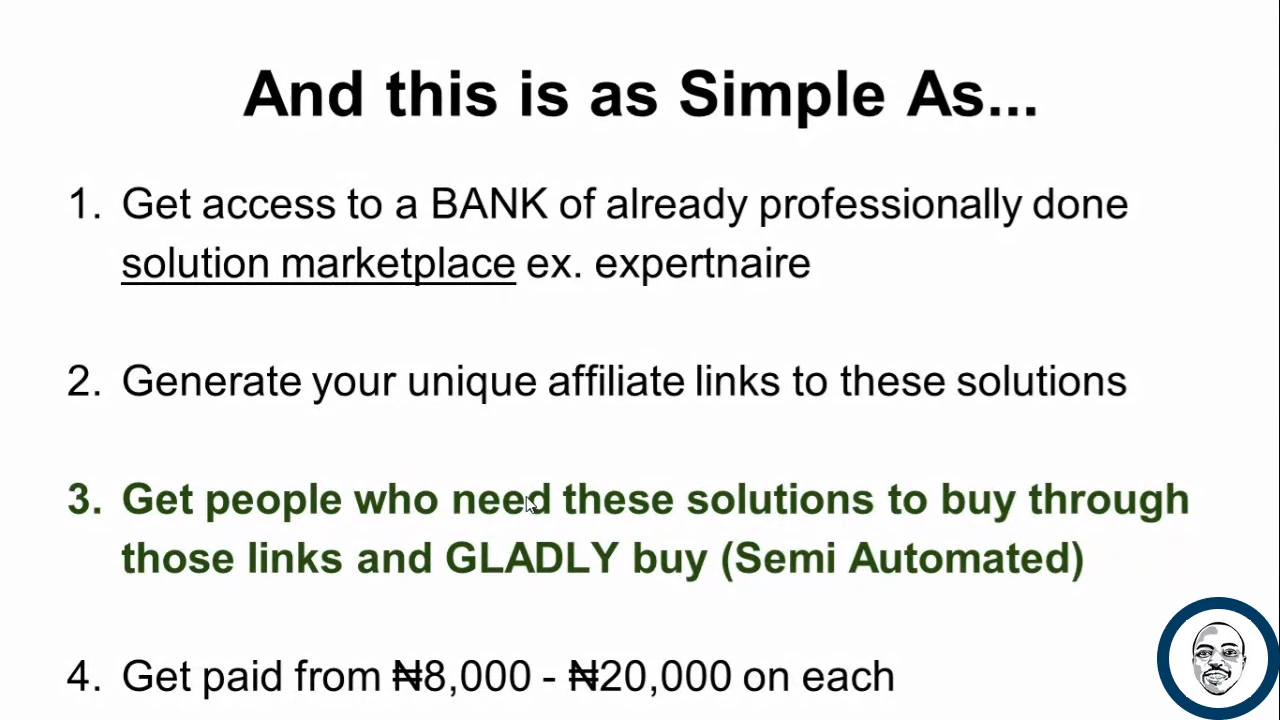 And this is as Simple As...
1. Get access to a BANK of already professionally done
solution marketplace ex. expertnaire
2. Generate your unique affiliate links to these solutions
3. Get people who need these solutions to buy through
those links and GLADLY buy (Semi Automated)
4. Get paid from ₦8,000 - ₦20,000 on each